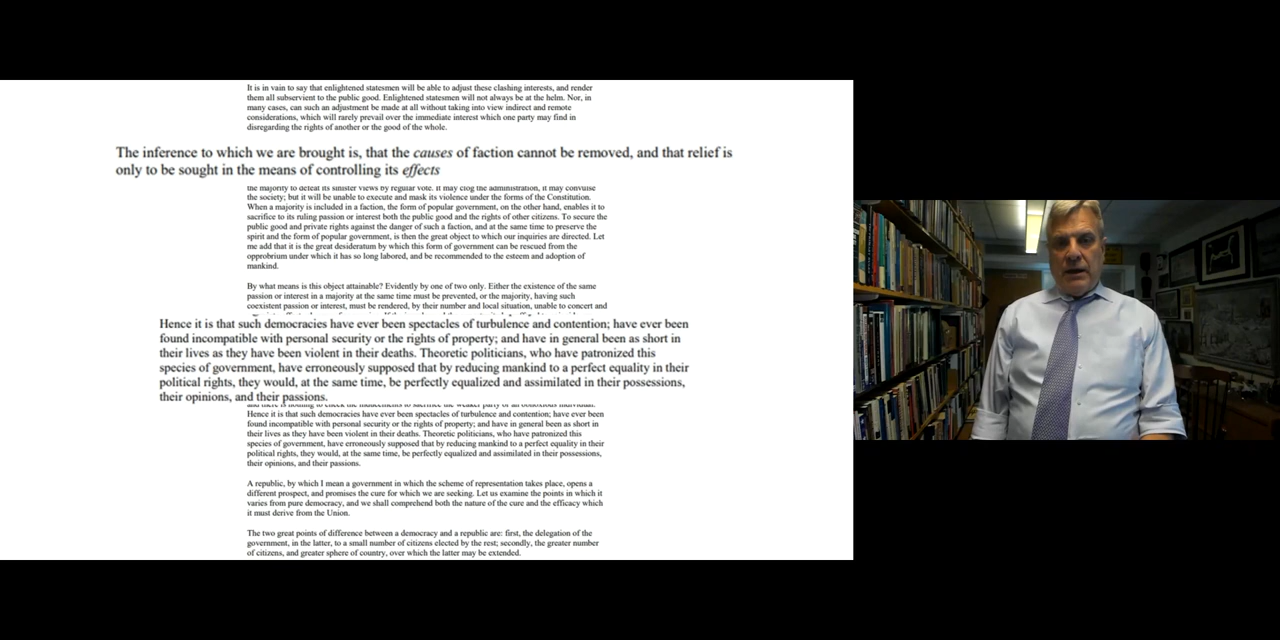 It is in vain to say that enlightened statesmen will be able to adjust these clashing interests, and render
them all subservient to the public good. Enlightened statesmen will not always be at the helm. Nor, in
many cases, can such an adjustment be made at all without taking into view indirect and remote
considerations, which will rarely prevail over the immediate interest which one party may find in
disregarding the rights of another or the good of the whole.
The inference to which we are brought is, that the causes of faction cannot be removed, and that relief is
only to be sought in the means of controlling its effects
the majority to defeat its sinister views by regular vote. It may clog the administration, it may convulse
the society; but it will be unable to execute and mask its violence under the forms of the Constitution.
When a majority is included in a faction, the form of popular government, on the other hand, enables it to
sacrifice to its ruling passion or interest both the public good and the rights of other citizens. To secure the
public good and private rights against the danger of such a faction, and at the same time to preserve the
spirit and the form of popular government, is then the great object to which our inquiries are directed. Let
me add that it is the great desideratum by which this form of government can be rescued from the
opprobrium under which it has so long labored, and be recommended to the esteem and adoption of
mankind.
By what means is this object attainable? Evidently by one of two only. Either the existence of the same
passion or interest in a majority at the same time must be prevented, or the majority, having such
coexistent passion or interest, must be rendered, by their number and local situation, unable to concert and
Hence it is that such democracies have ever been spectacles of turbulence and contention; have ever been
found incompatible with personal security or the rights of property; and have in general been as short in
their lives as they have been violent in their deaths. Theoretic politicians, who have patronized this
species of government, have erroneously supposed that by reducing mankind to a perfect equality in their
political rights, they would, at the same time, be perfectly equalized and assimilated in their possessions,
their opinions, and their passions.
and there is nothing to check the inducements to sacrifice the weaker party or an obnoxious individual.
Hence it is that such democracies have ever been spectacles of turbulence and contention; have ever been
found incompatible with personal security or the rights of property; and have in general been as short in
their lives as they have been violent in their deaths. Theoretic politicians, who have patronized this
species of government, have erroneously supposed that by reducing mankind to a perfect equality in their
political rights, they would, at the same time, be perfectly equalized and assimilated in their possessions,
their opinions, and their passions.
A republic, by which I mean a government in which the scheme of representation takes place, opens a
different prospect, and promises the cure for which we are seeking. Let us examine the points in which it
varies from pure democracy, and we shall comprehend both the nature of the cure and the efficacy which
it must derive from the Union.
The two great points of difference between a democracy and a republic are: first, the delegation of the
government, in the latter, to a small number of citizens elected by the rest; secondly, the greater number
of citizens, and greater sphere of country, over which the latter may be extended.